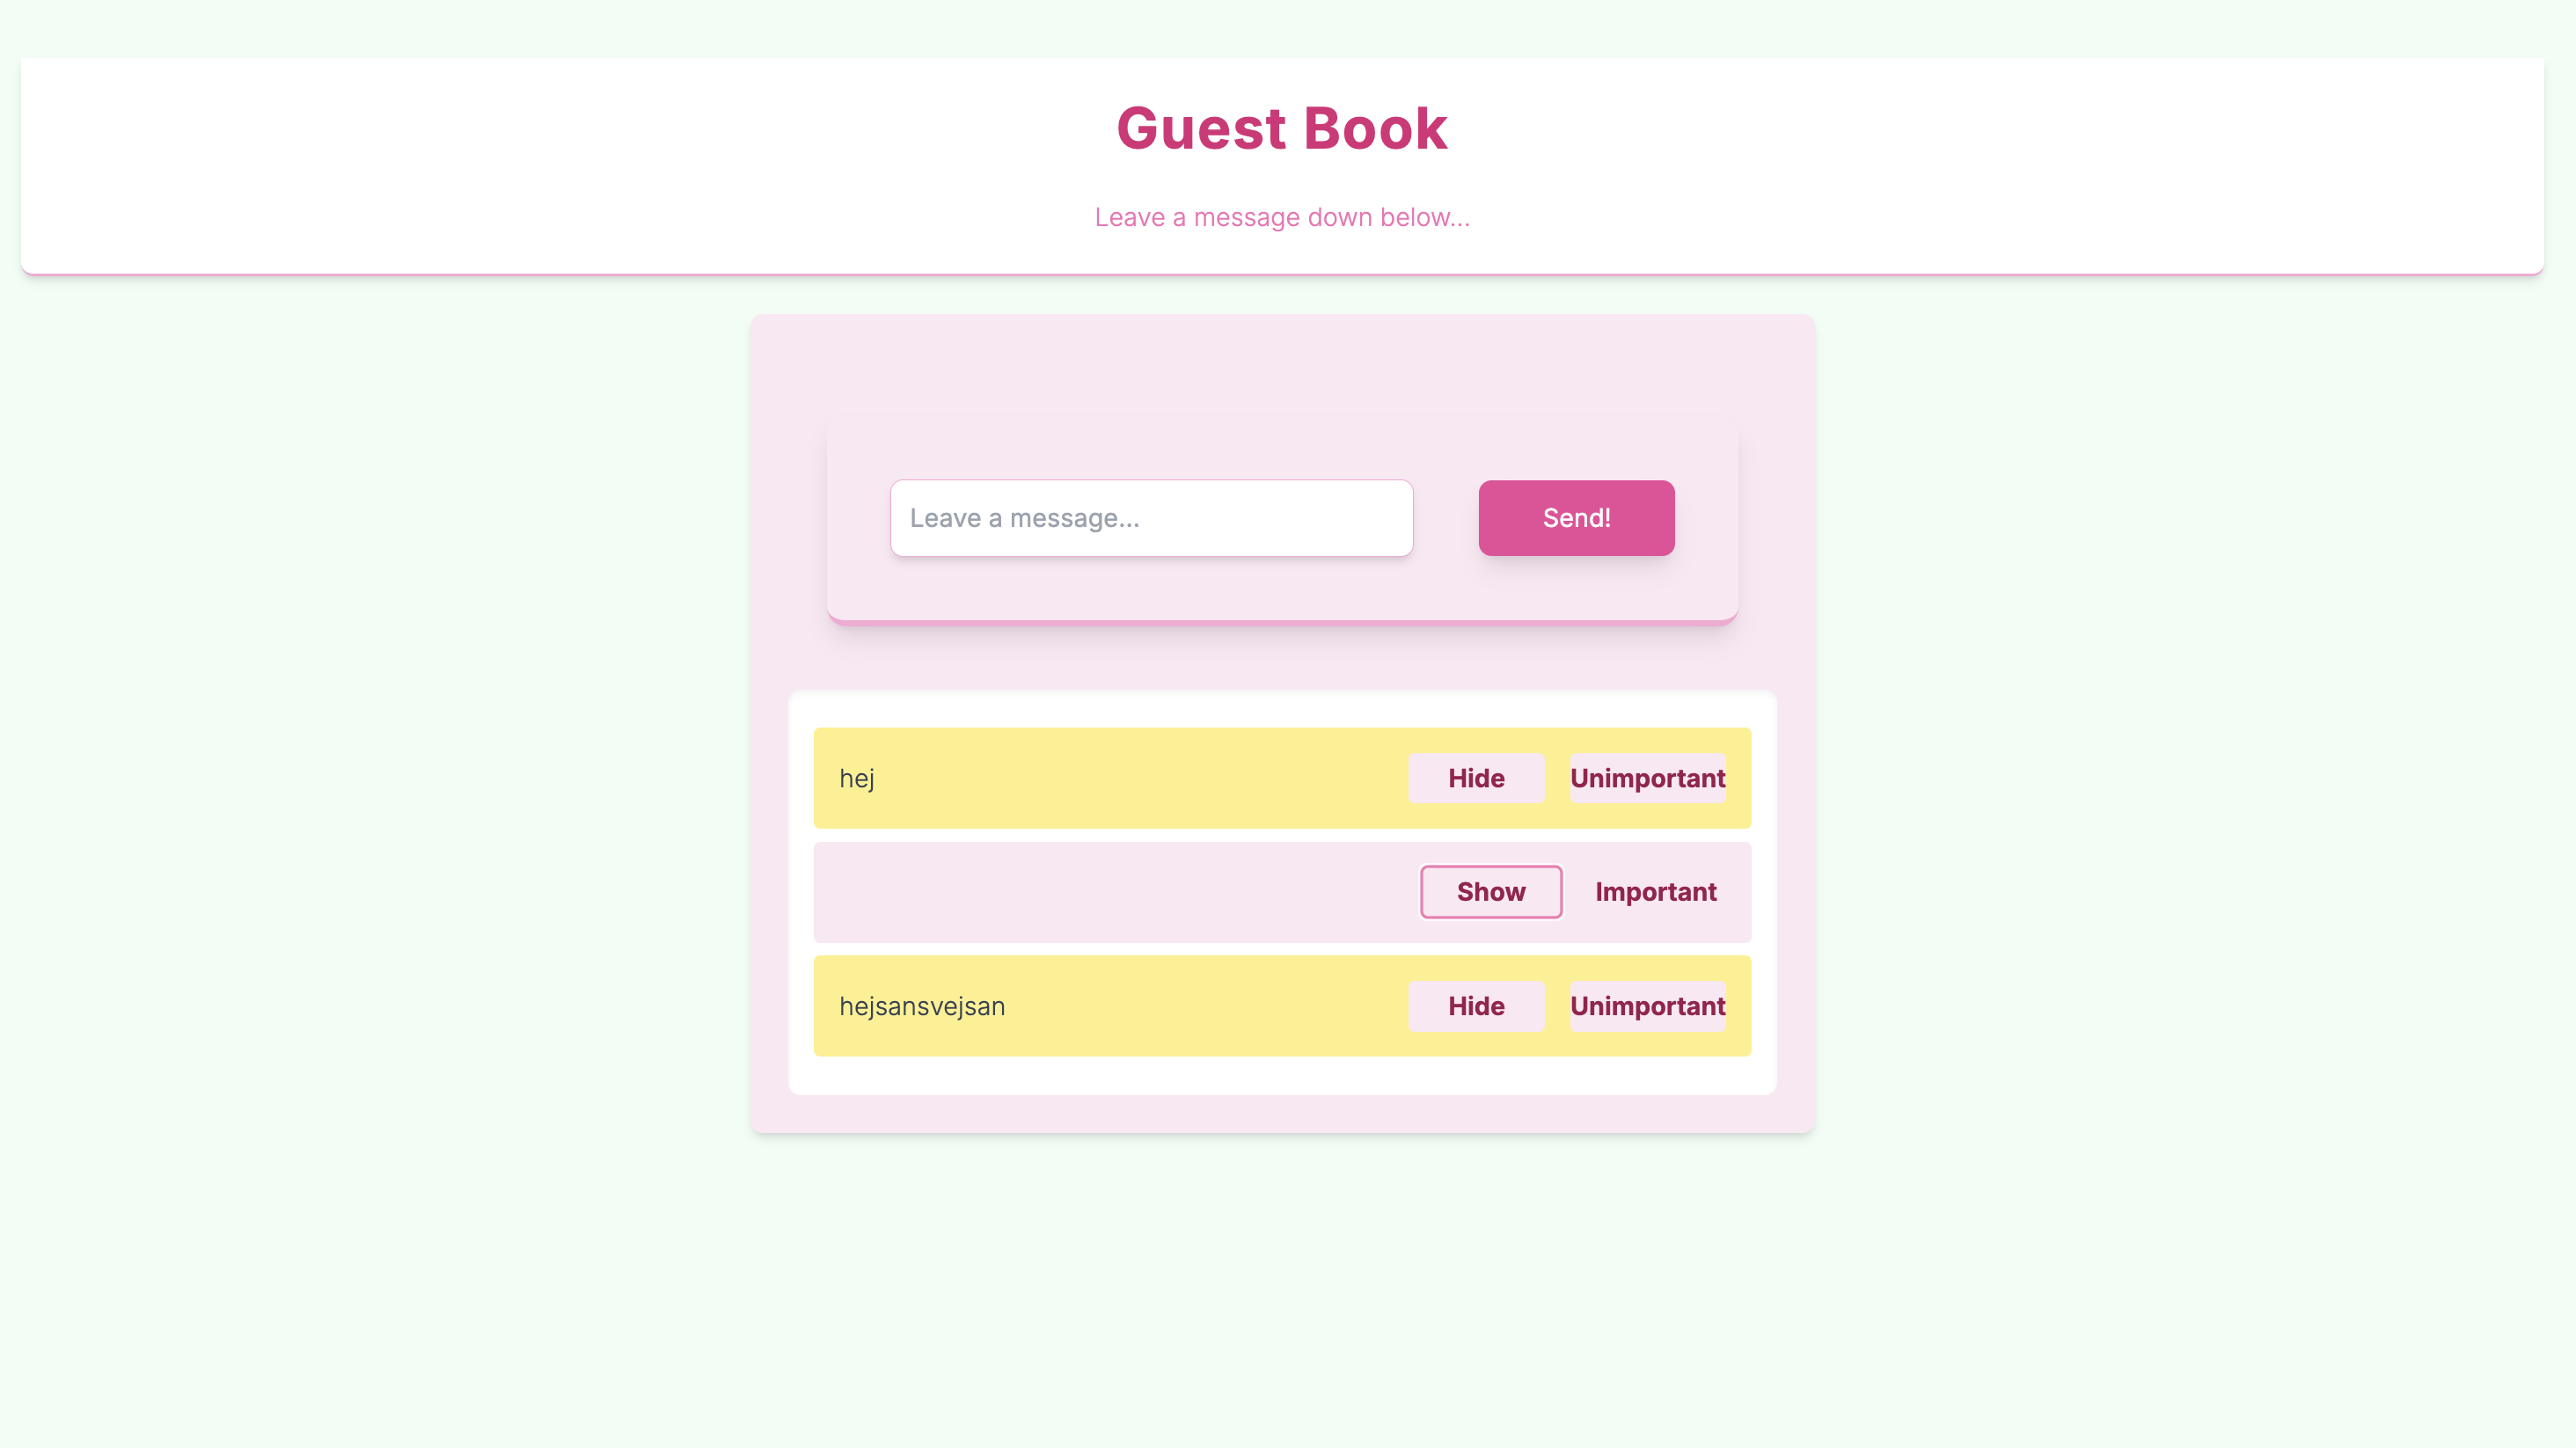 Guest Book
Leave a message down below...
Leave a message...
Send!
hej
Hide
Unimportant
Show
Important
hejsansvejsan
Hide
Unimportant